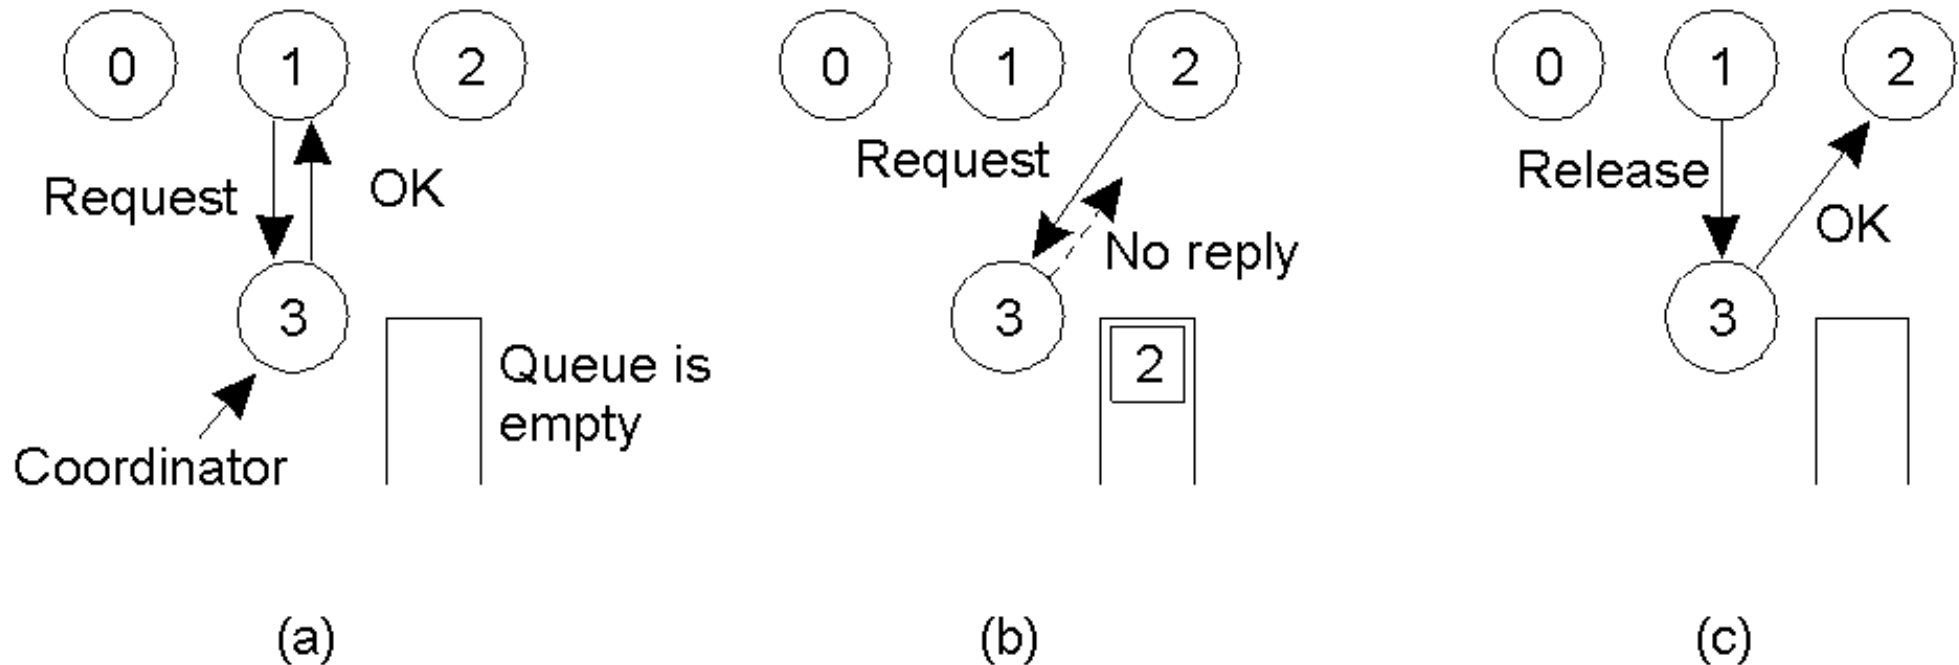 0 1 2
Request OK
3
Queue is
empty
Coordinator
(a)
0 1 2
Request
No reply
3
2
(b)
0 1 2
Release
OK
3
(c)